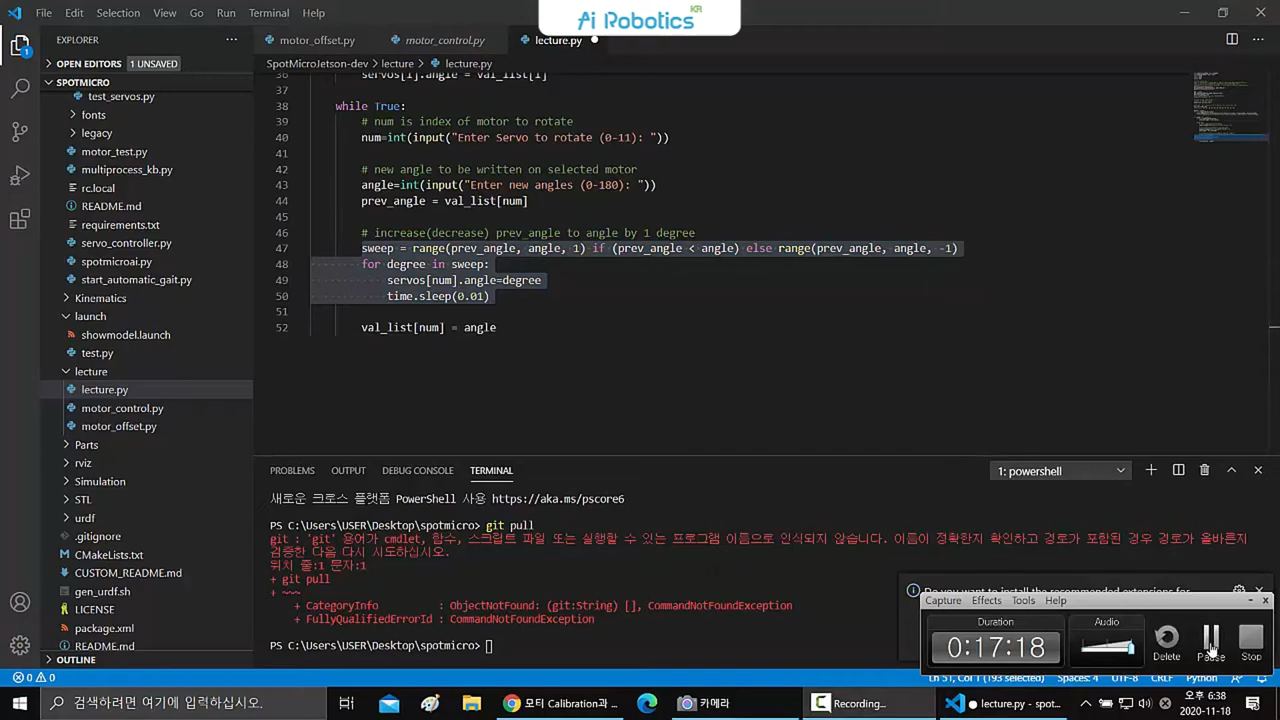 File Edit Selection View Go Run Terminal Help
Ai Robotics KR
EXPLORER
motor_offset.py
motor_control.py
lecture.py
OPEN EDITORS 1 UNSAVED
SpotMicroJetson-dev > lecture > lecture.py
SPOTMICRO
test_servos.py
fonts
legacy
motor_test.py
multiprocess_kb.py
rc.local
README.md
requirements.txt
servo_controller.py
spotmicroai.py
start_automatic_gait.py
Kinematics
launch
showmodel.launch
test.py
lecture
lecture.py
motor_control.py
motor_offset.py
Parts
rviz
Simulation
STL
urdf
.gitignore
CMakeLists.txt
CUSTOM_README.md
gen_urdf.sh
LICENSE
package.xml
README.md
OUTLINE
36 servos[i].angle = val_list[i]
37
38 while True:
39 # num is index of motor to rotate
40 num=int(input("Enter Servo to rotate (0-11): "))
41
42 # new angle to be written on selected motor
43 angle=int(input("Enter new angles (0-180): "))
44 prev_angle = val_list[num]
45
46 # increase(decrease) prev_angle to angle by 1 degree
47 sweep = range(prev_angle, angle, 1) if (prev_angle < angle) else range(prev_angle, angle, -1)
48 for degree in sweep:
49 servos[num].angle=degree
50 time.sleep(0.01)
51
52 val_list[num] = angle
PROBLEMS OUTPUT DEBUG CONSOLE TERMINAL
1: powershell
새로운 크로스 플랫폼 PowerShell 사용 https://aka.ms/pscore6
PS C:\Users\USER\Desktop\spotmicro> git pull
git : 'git' 용어가 cmdlet, 함수, 스크립트 파일 또는 실행할 수 있는 프로그램 이름으로 인식되지 않습니다. 이름이 정확한지 확인하고 경로가 포함된 경우 경로가 올바른지
검증한 다음 다시 시도하십시오.
위치 줄:1 문자:1
+ git pull
+ ~~~
+ CategoryInfo : ObjectNotFound: (git:String) [], CommandNotFoundException
+ FullyQualifiedErrorId : CommandNotFoundException
PS C:\Users\USER\Desktop\spotmicro>
Do you want to install the recommended extensions for
Capture Effects Tools Help
Duration
0:17:18
Audio
Delete
Pause
Stop
0 0
Ln 51, Col 1 (193 selected) Spaces: 4 UTF-8 CRLF Python
검색하려면 여기에 입력하십시오.
모티 Calibration과 ...
카메라
Recording...
lecture.py - spot...
오후 6:38
2020-11-18